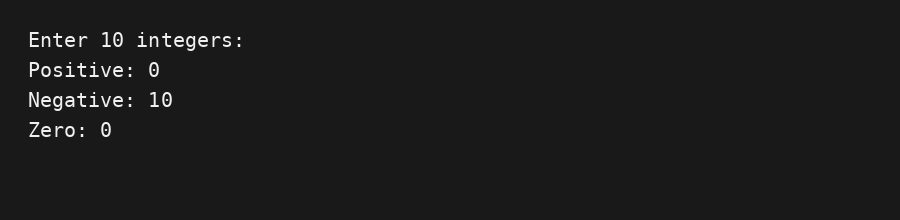 Enter 10 integers:
Positive: 0
Negative: 10
Zero: 0